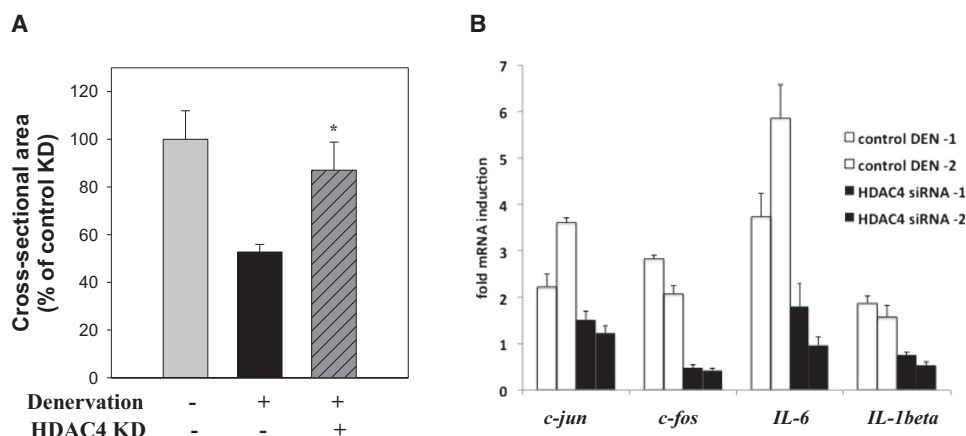 A
Cross-sectional area
(% of control KD)
120
100
80
60
40
20
0
*
Denervation - + +
HDAC4 KD - - +
B
fold mRNA induction
7
6
5
4
3
2
1
0
control DEN -1
control DEN -2
HDAC4 siRNA -1
HDAC4 siRNA -2
c-jun c-fos IL-6 IL-1beta